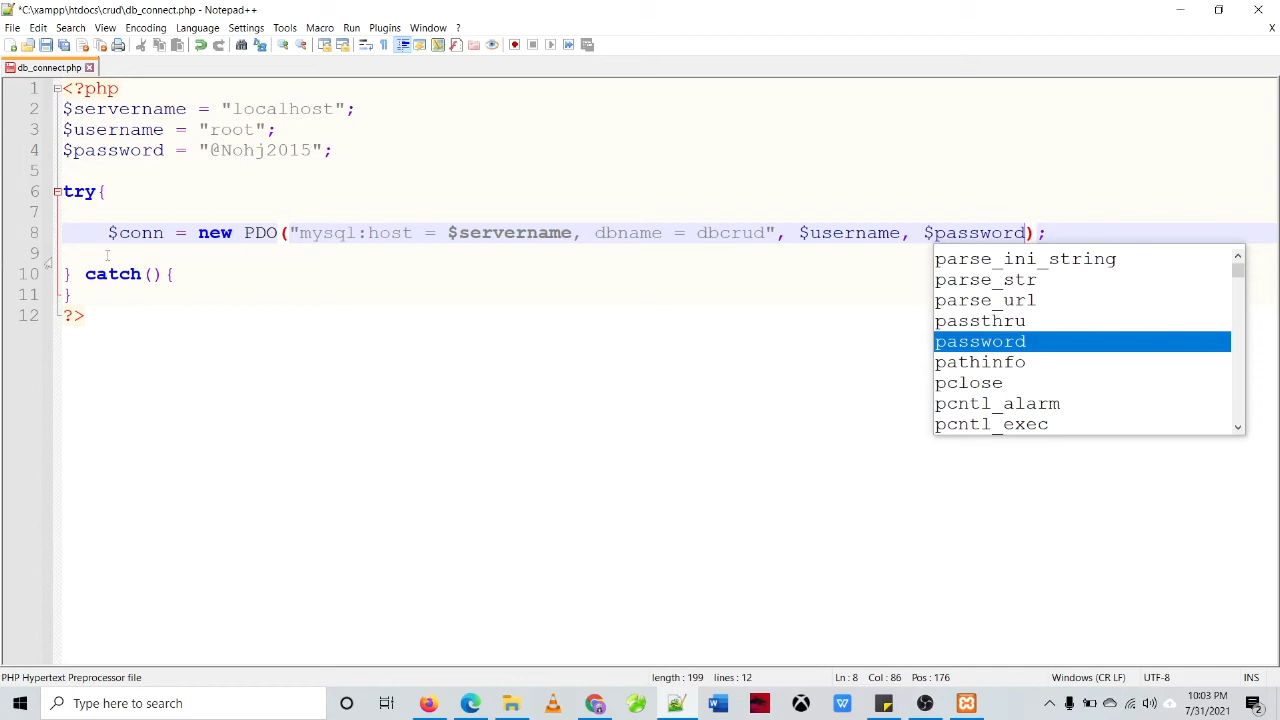 *C:\xampp\htdocs\crud\db_connect.php - Notepad++
File Edit Search View Encoding Language Settings Tools Macro Run Plugins Window ?
X
db_connect.php
1 <?php
2 $servername = "localhost";
3 $username = "root";
4 $password = "@Nohj2015";
5
6 try{
7
8 $conn = new PDO("mysql:host = $servername, dbname = dbcrud", $username, $password);
9
10 } catch(){
11 }
12 ?>
parse_ini_string
parse_str
parse_url
passthru
password
pathinfo
pclose
pcntl_alarm
pcntl_exec
PHP Hypertext Preprocessor file length: 199 lines: 12 Ln: 8 Col: 86 Pos: 176 Windows (CR LF) UTF-8 INS
Type here to search
10:03 PM
7/31/2021
2